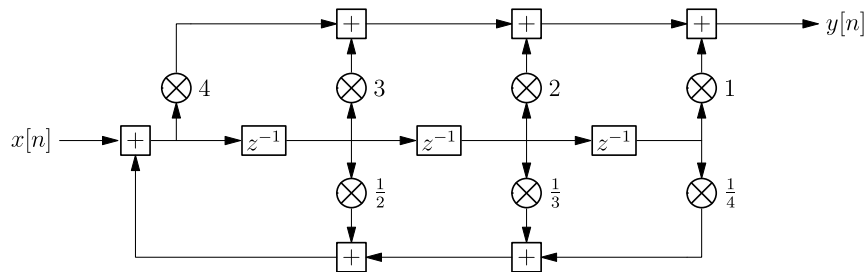 + + + y[n]
4 3 2 1
x[n] + z⁻¹ z⁻¹ z⁻¹
1/2 1/3 1/4
+ +